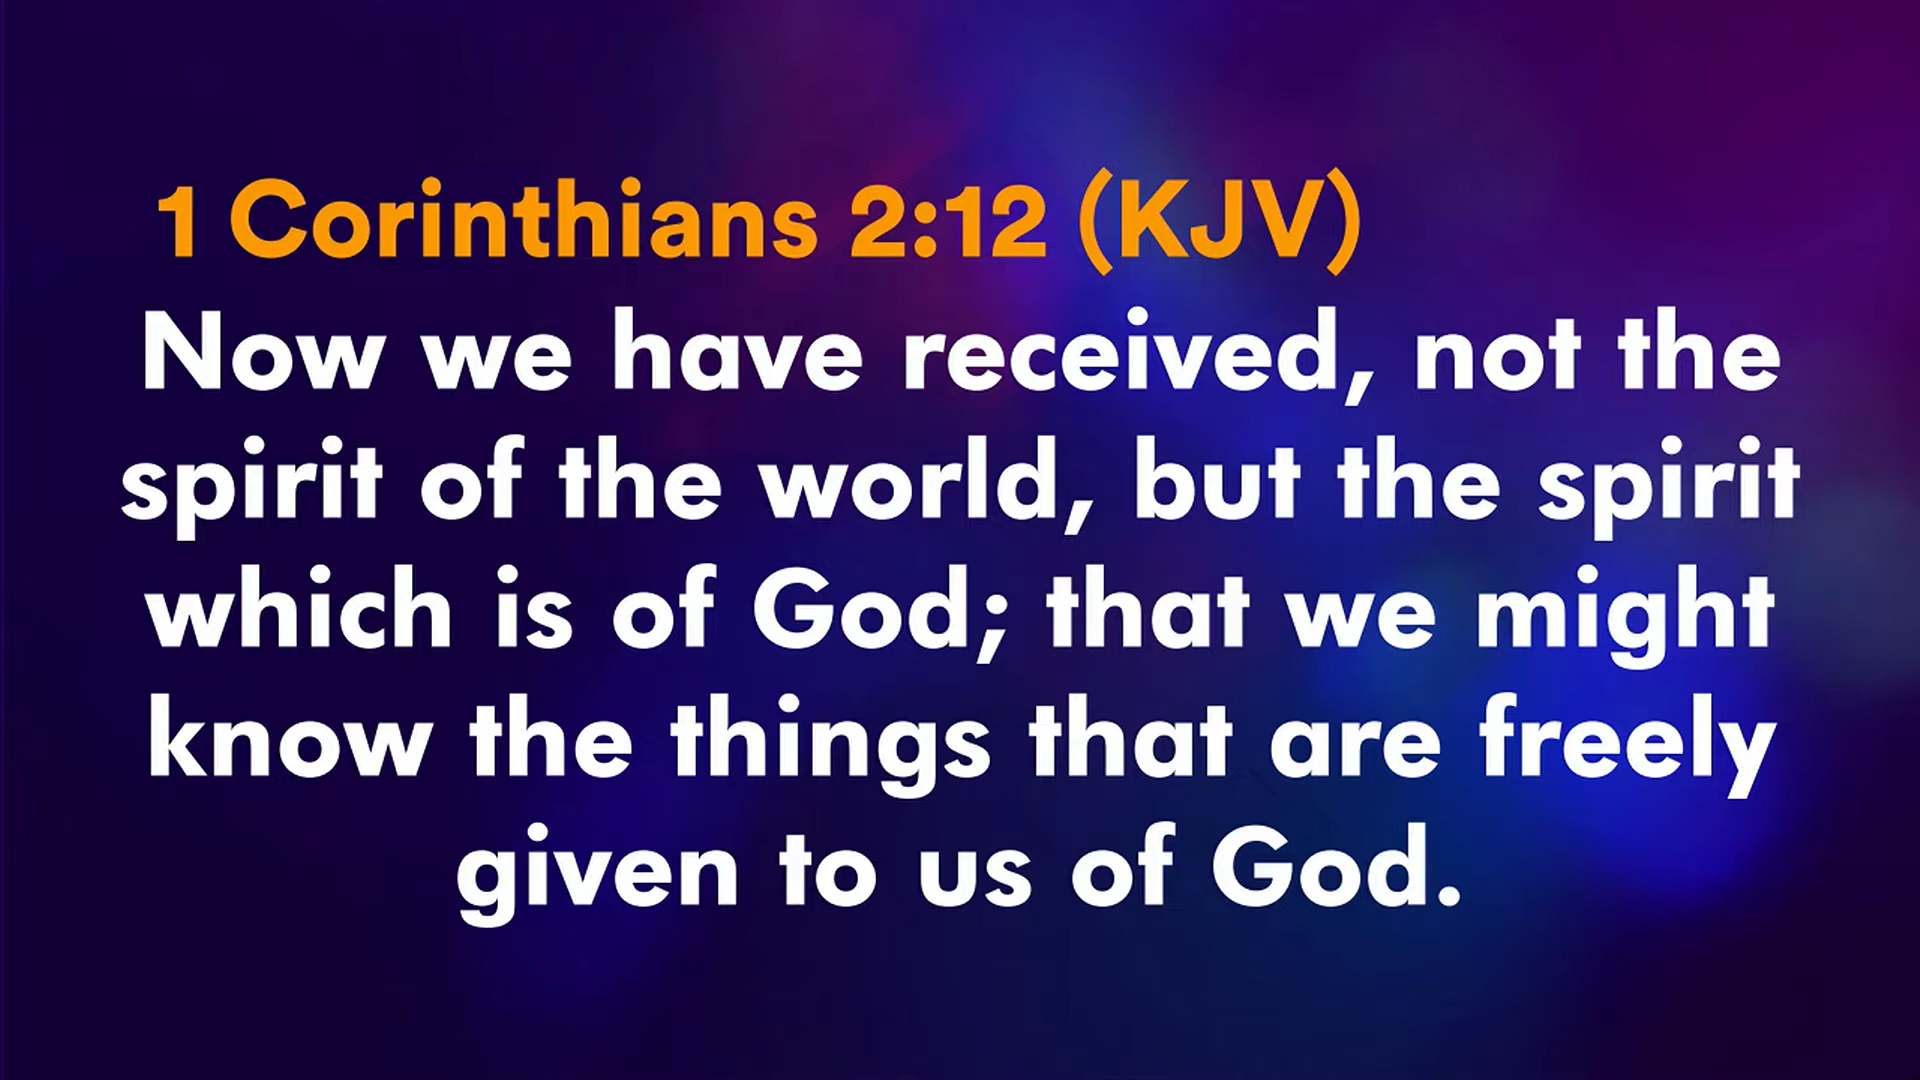 1 Corinthians 2:12 (KJV)
Now we have received, not the
spirit of the world, but the spirit
which is of God; that we might
know the things that are freely
given to us of God.